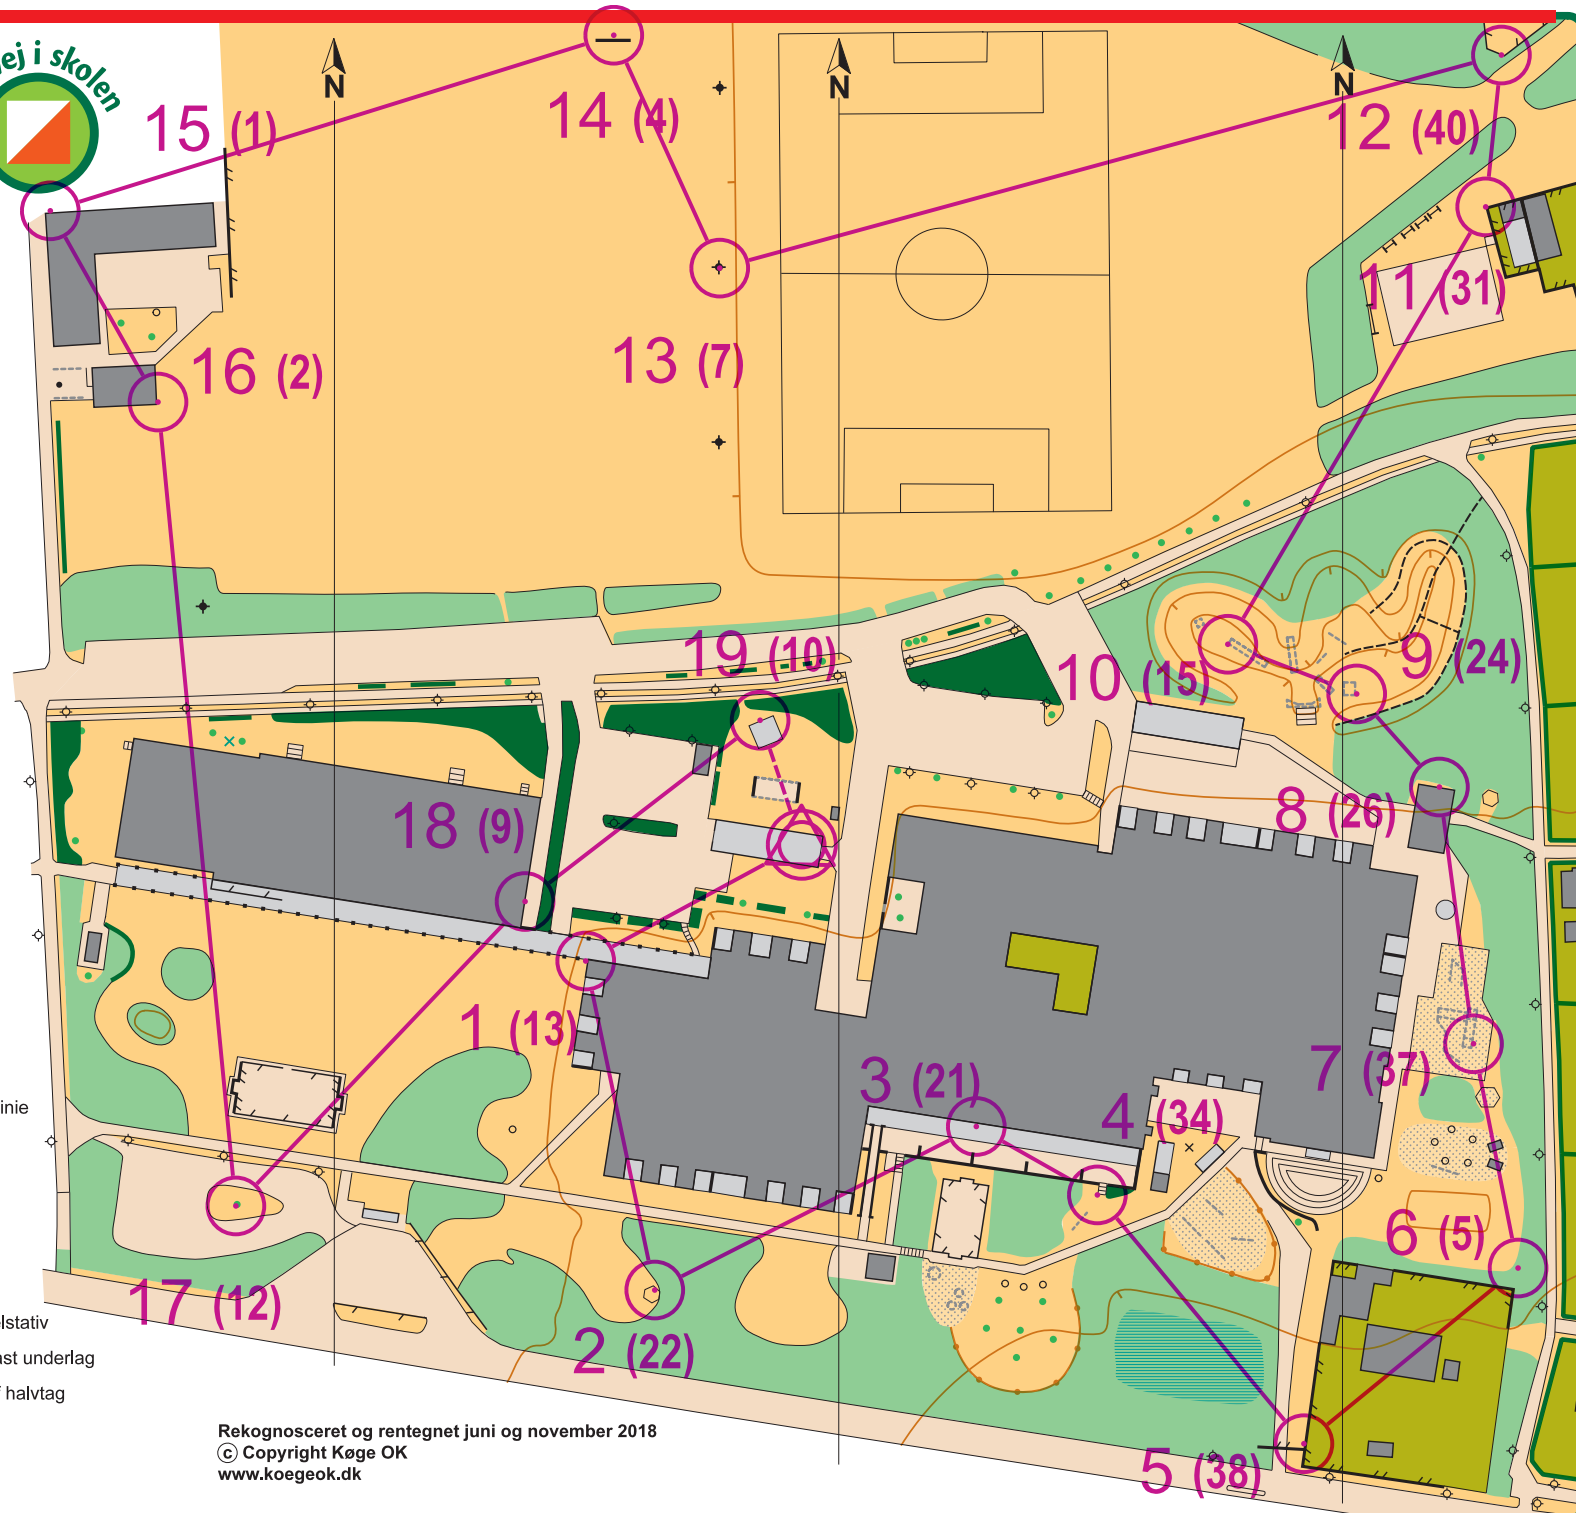 ej i skolen
N
N
N
15 (1)
14 (4)
12 (40)
11 (31)
13 (7)
16 (2)
19 (10)
10 (15)
9 (24)
8 (26)
18 (9)
1 (13)
3 (21)
4 (34)
7 (37)
6 (5)
17 (12)
2 (22)
5 (38)
inie
elstativ
ast underlag
f halvtag
Rekognosceret og rentegnet juni og november 2018
© Copyright Køge OK
www.koegeok.dk